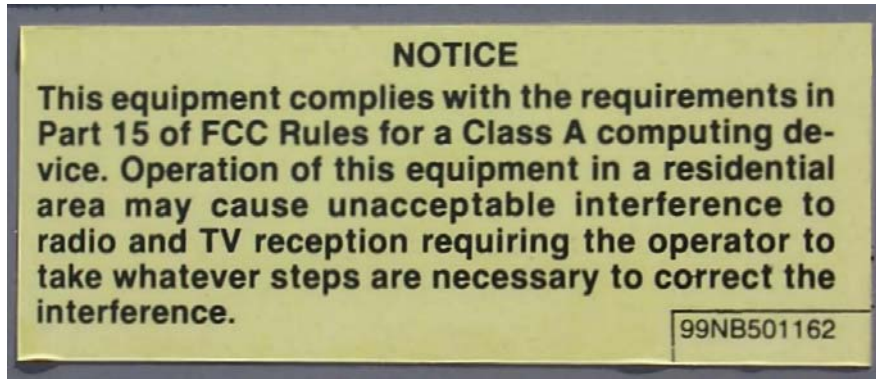 NOTICE
This equipment complies with the requirements in
Part 15 of FCC Rules for a Class A computing de-
vice. Operation of this equipment in a residential
area may cause unacceptable interference to
radio and TV reception requiring the operator to
take whatever steps are necessary to correct the
interference.
99NB501162